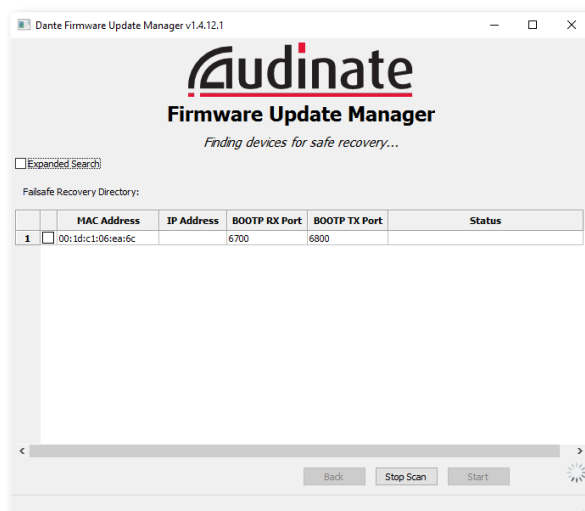 Dante Firmware Update Manager v1.4.12.1
Audinate
Firmware Update Manager
Finding devices for safe recovery...
Expanded Search
Failsafe Recovery Directory:
MAC Address IP Address BOOTP RX Port BOOTP TX Port Status
1 00:1d:c1:06:ea:6c 6700 6800
Back Stop Scan Start